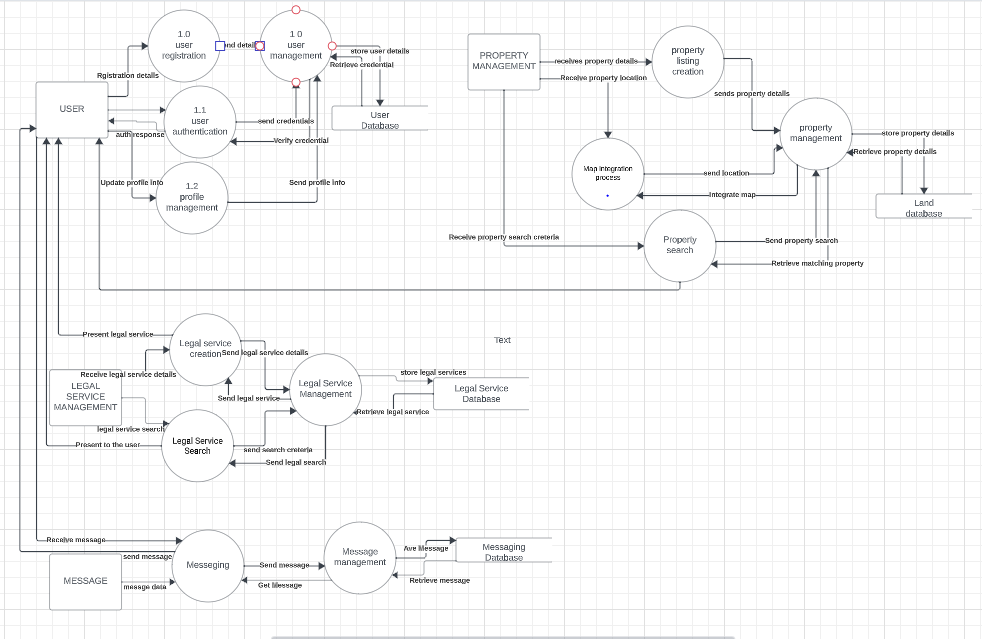 1.0
user
registration
nd detail
1 0
user
management
store user details
Retrieve credential
User
Database
Rgistration details
USER
1.1
user
authentication
send credentials
Verify credential
auth response
Update profile info
1.2
profile
management
Send profile info
PROPERTY
MANAGEMENT
receives property details
Receive property location
property
listing
creation
sends property details
property
management
store property details
Retrieve property details
Land
database
Map integration
process
send location
Integrate map
Receive property search creteria
Property
search
Send property search
Retrieve matching property
Present legal service
Legal service
creation
Send legal service details
Receive legal service details
LEGAL
SERVICE
MANAGEMENT
Send legal service
Legal Service
Management
store legal services
Legal Service
Database
Retrieve legal service
legal service search
Present to the user
Legal Service
Search
send search creteria
Send legal search
Text
Receive message
send message
MESSAGE
message data
Messeging
Send message
Get Message
Message
management
Ave Message
Messaging
Database
Retrieve message